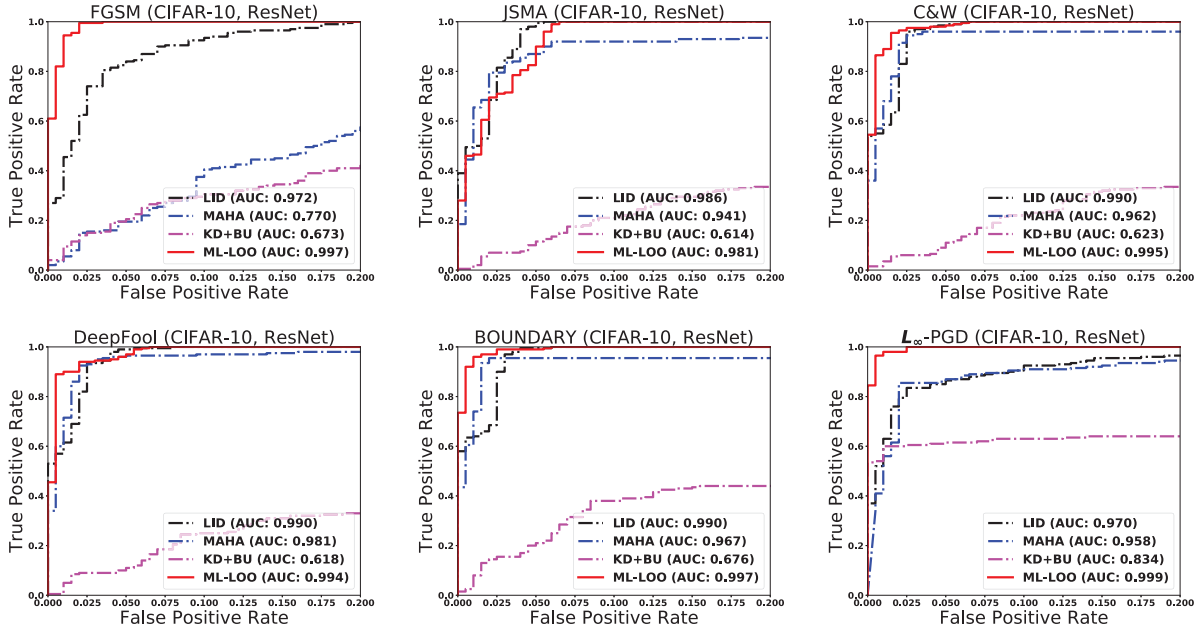 FGSM (CIFAR-10, ResNet)
True Positive Rate
1.0
0.8
0.6
0.4
0.2
0.0
LID (AUC: 0.972)
MAHA (AUC: 0.770)
KD+BU (AUC: 0.673)
ML-LOO (AUC: 0.997)
0.000 0.025 0.050 0.075 0.100 0.125 0.150 0.175 0.200
False Positive Rate
JSMA (CIFAR-10, ResNet)
True Positive Rate
1.0
0.8
0.6
0.4
0.2
0.0
LID (AUC: 0.986)
MAHA (AUC: 0.941)
KD+BU (AUC: 0.614)
ML-LOO (AUC: 0.981)
0.000 0.025 0.050 0.075 0.100 0.125 0.150 0.175 0.200
False Positive Rate
C&W (CIFAR-10, ResNet)
True Positive Rate
1.0
0.8
0.6
0.4
0.2
0.0
LID (AUC: 0.990)
MAHA (AUC: 0.962)
KD+BU (AUC: 0.623)
ML-LOO (AUC: 0.995)
0.000 0.025 0.050 0.075 0.100 0.125 0.150 0.175 0.200
False Positive Rate
DeepFool (CIFAR-10, ResNet)
True Positive Rate
1.0
0.8
0.6
0.4
0.2
0.0
LID (AUC: 0.990)
MAHA (AUC: 0.981)
KD+BU (AUC: 0.618)
ML-LOO (AUC: 0.994)
0.000 0.025 0.050 0.075 0.100 0.125 0.150 0.175 0.200
False Positive Rate
BOUNDARY (CIFAR-10, ResNet)
True Positive Rate
1.0
0.8
0.6
0.4
0.2
0.0
LID (AUC: 0.990)
MAHA (AUC: 0.967)
KD+BU (AUC: 0.676)
ML-LOO (AUC: 0.997)
0.000 0.025 0.050 0.075 0.100 0.125 0.150 0.175 0.200
False Positive Rate
L∞-PGD (CIFAR-10, ResNet)
True Positive Rate
1.0
0.8
0.6
0.4
0.2
0.0
LID (AUC: 0.970)
MAHA (AUC: 0.958)
KD+BU (AUC: 0.834)
ML-LOO (AUC: 0.999)
0.000 0.025 0.050 0.075 0.100 0.125 0.150 0.175 0.200
False Positive Rate